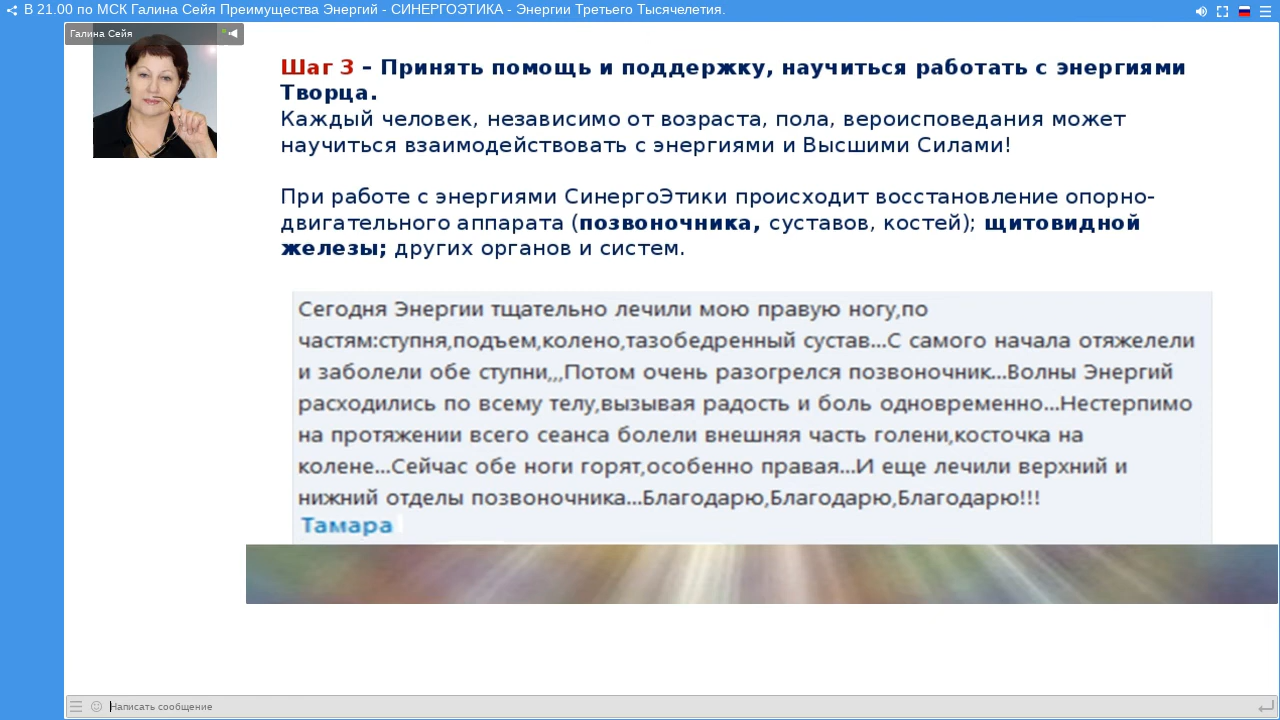 В 21.00 по МСК Галина Сейя Преимущества Энергий - СИНЕРГОЭТИКА - Энергии Третьего Тысячелетия.
Галина Сейя
Шаг 3 – Принять помощь и поддержку, научиться работать с энергиями
Творца.
Каждый человек, независимо от возраста, пола, вероисповедания может
научиться взаимодействовать с энергиями и Высшими Силами!
При работе с энергиями СинергоЭтики происходит восстановление опорно-
двигательного аппарата (позвоночника, суставов, костей); щитовидной
железы; других органов и систем.
Сегодня Энергии тщательно лечили мою правую ногу,по
частям:ступня,подъем,колено,тазобедренный сустав...С самого начала отяжелели
и заболели обе ступни,,,Потом очень разогрелся позвоночник...Волны Энергий
расходились по всему телу,вызывая радость и боль одновременно...Нестерпимо
на протяжении всего сеанса болели внешняя часть голени,косточка на
колене...Сейчас обе ноги горят,особенно правая...И еще лечили верхний и
нижний отделы позвоночника...Благодарю,Благодарю,Благодарю!!!
Тамара
Написать сообщение